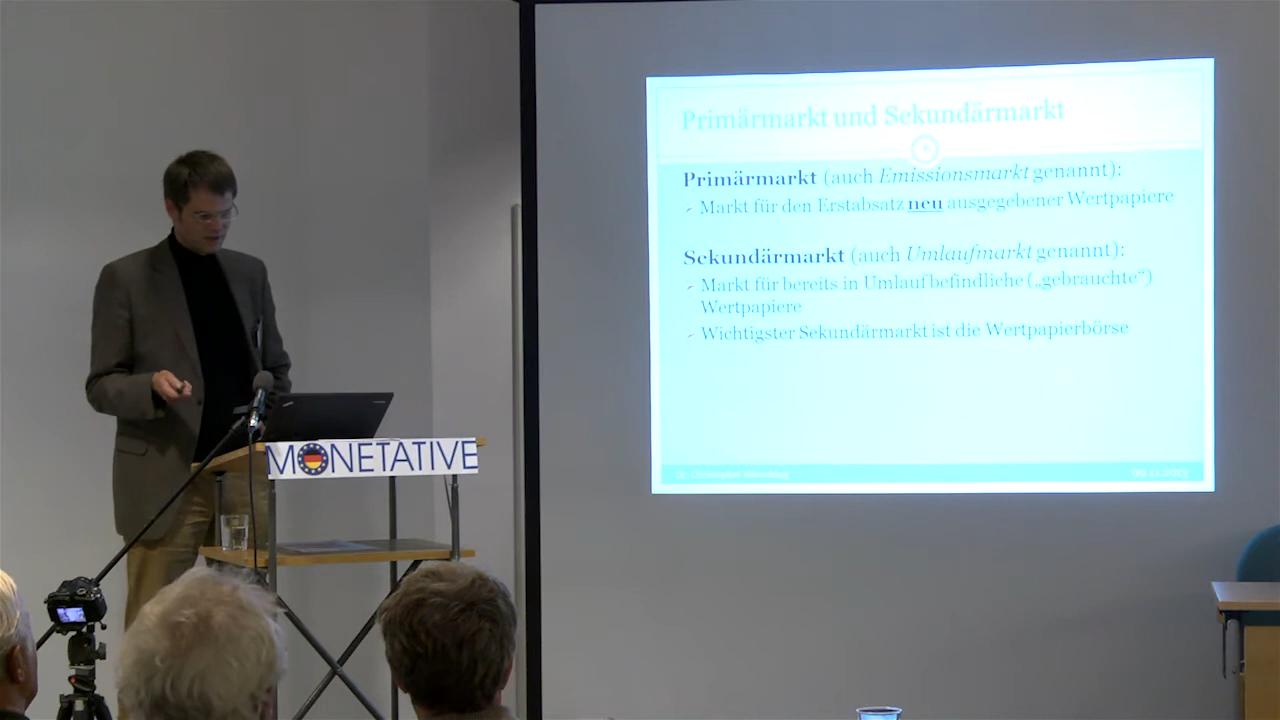 Primärmarkt und Sekundärmarkt
Primärmarkt (auch Emissionsmarkt genannt):
Markt für den Erstabsatz neu ausgegebener Wertpapiere
Sekundärmarkt (auch Umlaufmarkt genannt):
Markt für bereits in Umlauf befindliche („gebrauchte“)
Wertpapiere
Wichtigster Sekundärmarkt ist die Wertpapierbörse
MONETATIVE